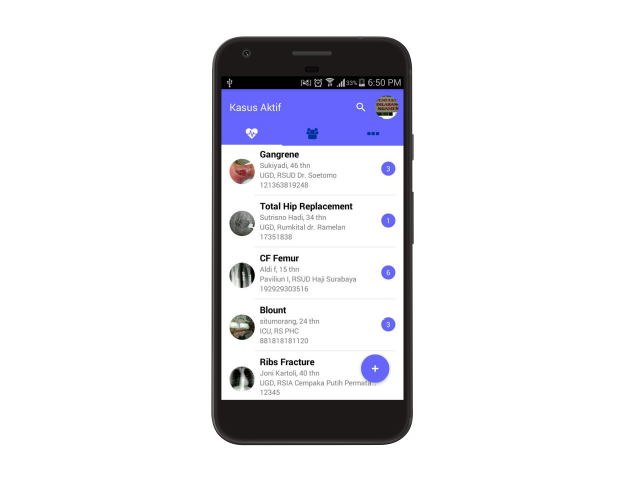 33% 6:50 PM
Kasus Aktif
Gangrene
Sukiyadi, 46 thn
UGD, RSUD Dr. Soetomo
121363819248
3
Total Hip Replacement
Sutrisno Hadi, 34 thn
UGD, Rumkital dr. Ramelan
17351838
1
CF Femur
Aldi f, 15 thn
Paviliun I, RSUD Haji Surabaya
192929303516
6
Blount
situmorang, 24 thn
ICU, RS PHC
881818181120
3
Ribs Fracture
Joni Kartoli, 40 thn
UGD, RSIA Cempaka Putih Permata...
12345
+